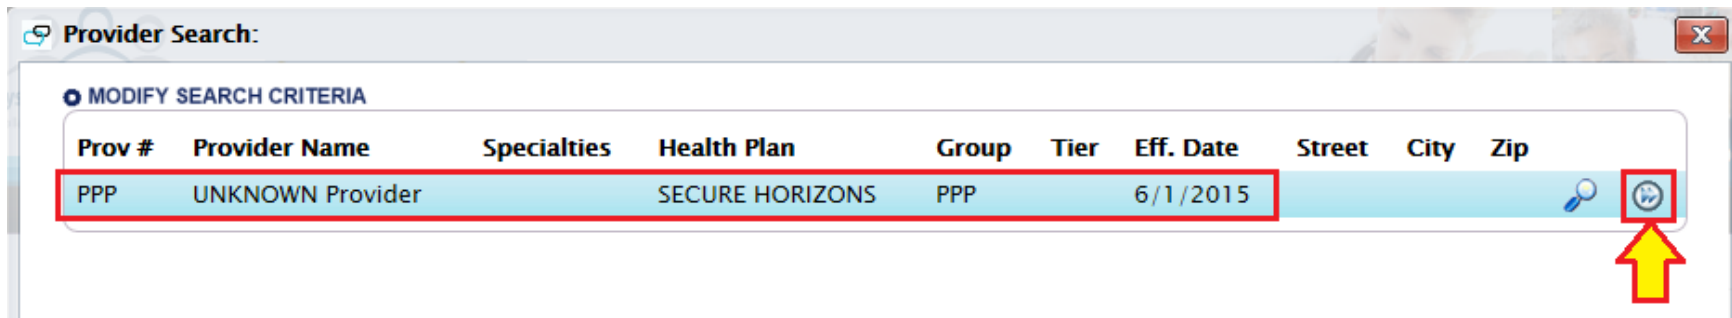 Provider Search:
MODIFY SEARCH CRITERIA
Prov # Provider Name Specialties Health Plan Group Tier Eff. Date Street City Zip
PPP UNKNOWN Provider SECURE HORIZONS PPP 6/1/2015